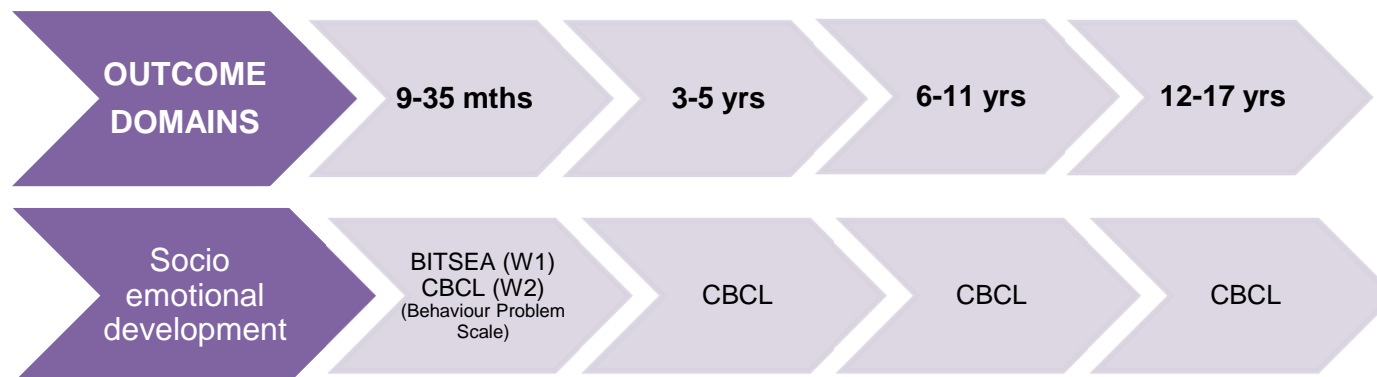 OUTCOME
DOMAINS
9-35 mths
3-5 yrs
6-11 yrs
12-17 yrs
Socio
emotional
development
BITSEA (W1)
CBCL (W2)
(Behaviour Problem
Scale)
CBCL
CBCL
CBCL